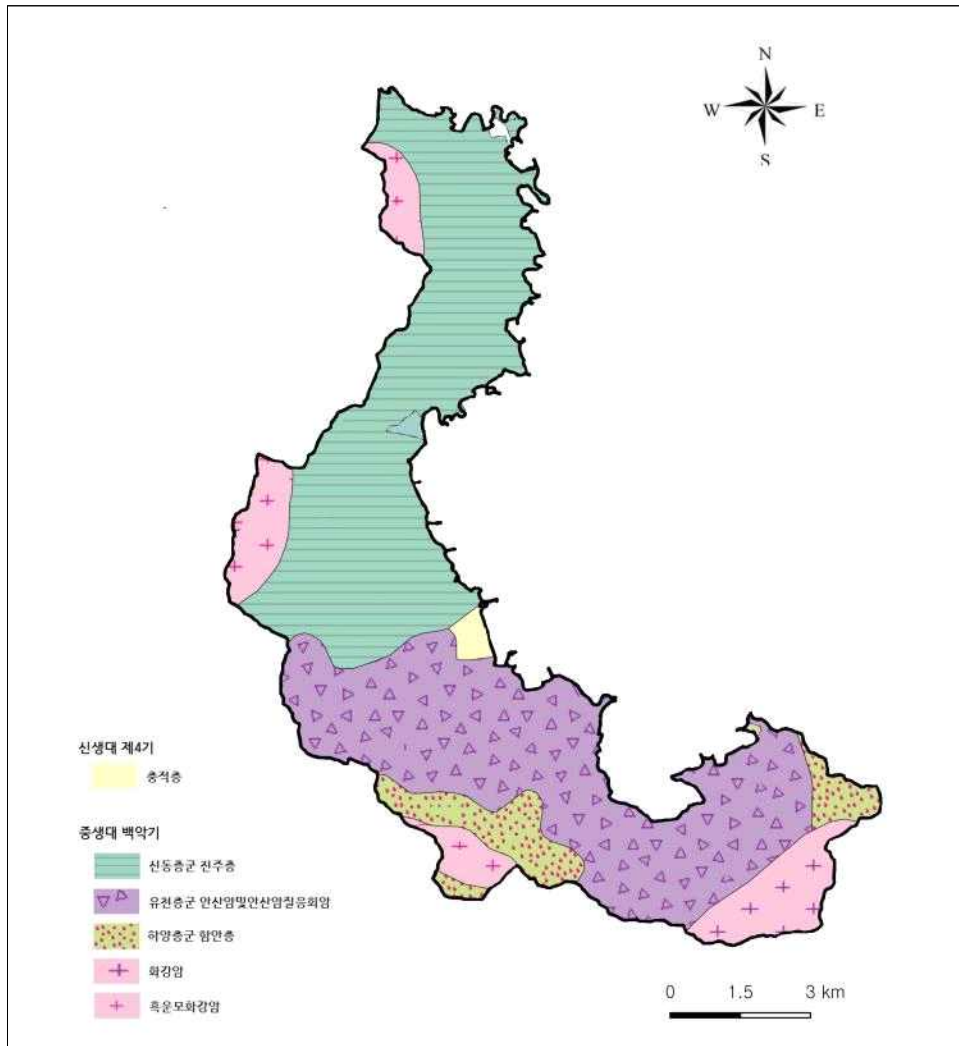 N
W E
S
신생대 제4기
충적층
중생대 백악기
신동층군 진주층
유천층군 안산암및안산암질응회암
하양층군 함안층
화강암
흑운모화강암
0 1.5 3 km